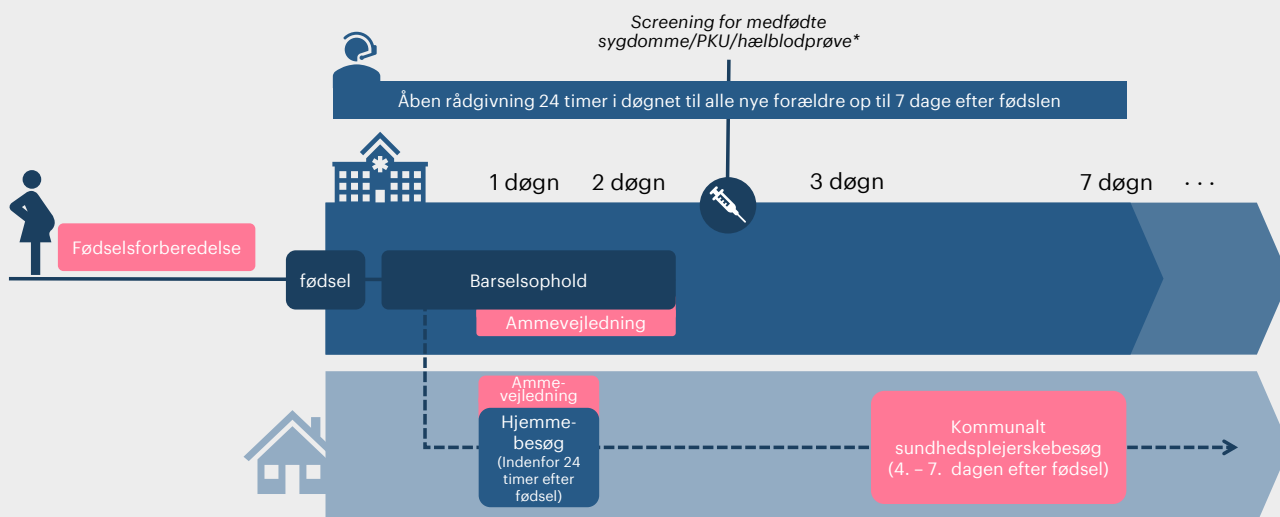 Screening for medfødte
sygdomme/PKU/hælblodprøve*
Åben rådgivning 24 timer i døgnet til alle nye forældre op til 7 dage efter fødslen
1 døgn
2 døgn
3 døgn
7 døgn
...
Fødselsforberedelse
fødsel
Barselsophold
Ammevejledning
Amme-
vejledning
Hjemme-
besøg
(Indenfor 24
timer efter
fødsel)
Kommunalt
sundhedsplejerskebesøg
(4. – 7. dagen efter fødsel)